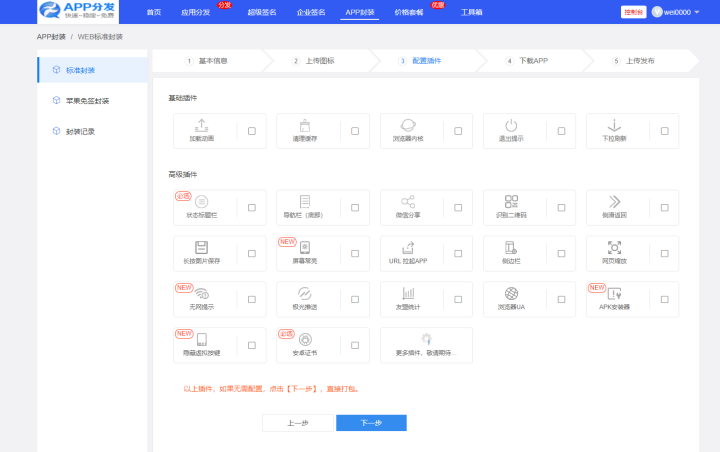 APP分发
快速~稳定~免费
首页 应用分发 分发 超级签名 企业签名 APP封装 价格套餐 优惠 工具箱 控制台 wei0000
APP封装 / WEB标准封装
标准封装
苹果免签封装
封装记录
1 基本信息 2 上传图标 3 配置插件 4 下载APP 5 上传发布
基础插件
加载动画 清理缓存 浏览器内核 退出提示 下拉刷新
高级插件
必选
状态标题栏 导航栏（底部） 微信分享 识别二维码 侧滑返回
NEW
长按图片保存 屏幕常亮 URL 拉起APP 侧边栏 网页缩放
NEW NEW
无网提示 极光推送 友盟统计 浏览器UA APK安装器
NEW 必选
隐藏虚拟按键 安卓证书 更多插件，敬请期待...
以上插件，如果无需配置，点击【下一步】，直接打包。
上一步 下一步